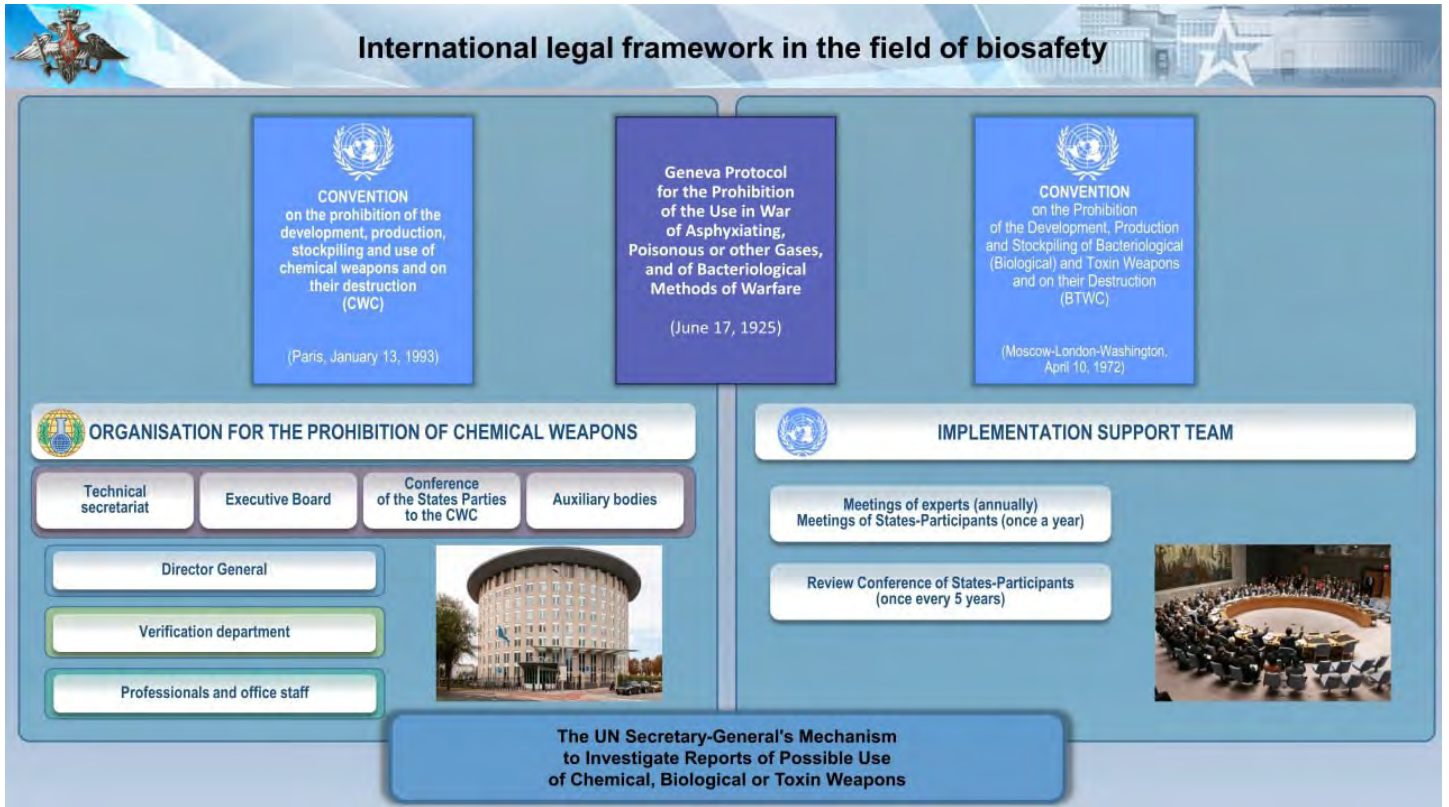 International legal framework in the field of biosafety
CONVENTION
on the prohibition of the
development, production,
stockpiling and use of
chemical weapons and on
their destruction
(CWC)
(Paris, January 13, 1993)
Geneva Protocol
for the Prohibition
of the Use in War
of Asphyxiating,
Poisonous or other Gases,
and of Bacteriological
Methods of Warfare
(June 17, 1925)
CONVENTION
on the Prohibition
of the Development, Production
and Stockpiling of Bacteriological
(Biological) and Toxin Weapons
and on their Destruction
(BTWC)
(Moscow-London-Washington,
April 10, 1972)
ORGANISATION FOR THE PROHIBITION OF CHEMICAL WEAPONS
Technical
secretariat
Executive Board
Conference
of the States Parties
to the CWC
Auxiliary bodies
Director General
Verification department
Professionals and office staff
IMPLEMENTATION SUPPORT TEAM
Meetings of experts (annually)
Meetings of States-Participants (once a year)
Review Conference of States-Participants
(once every 5 years)
The UN Secretary-General's Mechanism
to Investigate Reports of Possible Use
of Chemical, Biological or Toxin Weapons